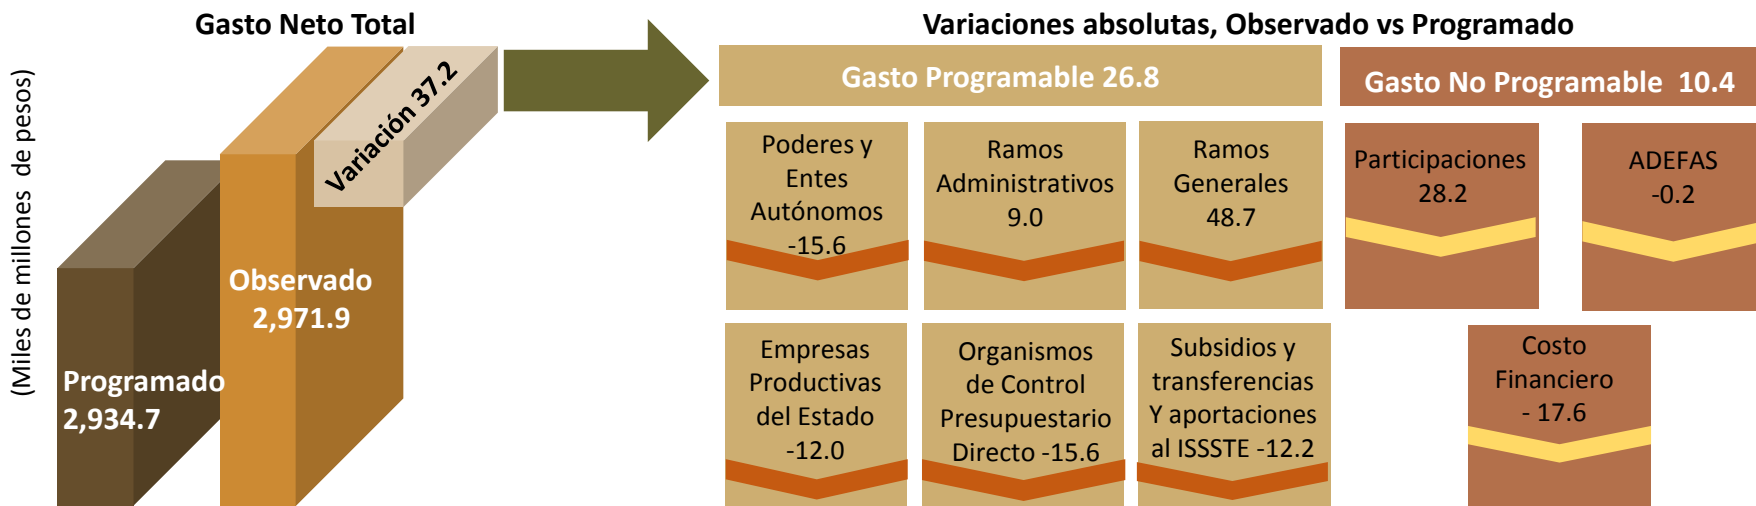 Gasto Neto Total
(Miles de millones de pesos)
Programado
2,934.7
Observado
2,971.9
Variación 37.2
Variaciones absolutas, Observado vs Programado
Gasto Programable 26.8
Poderes y
Entes
Autónomos
-15.6
Ramos
Administrativos
9.0
Ramos
Generales
48.7
Empresas
Productivas
del Estado
-12.0
Organismos
de Control
Presupuestario
Directo -15.6
Subsidios y
transferencias
Y aportaciones
al ISSSTE -12.2
Gasto No Programable 10.4
Participaciones
28.2
ADEFAS
-0.2
Costo
Financiero
- 17.6